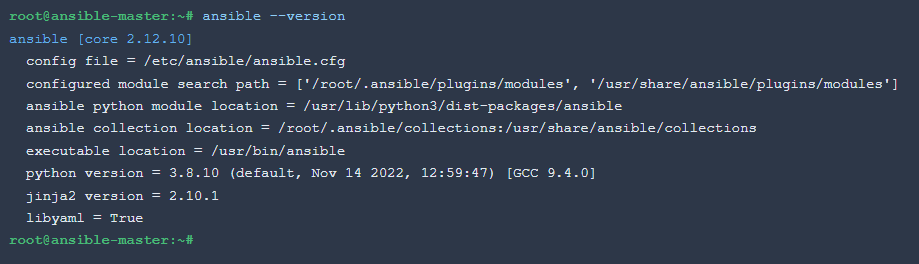 root@ansible-master:~# ansible --version
ansible [core 2.12.10]
  config file = /etc/ansible/ansible.cfg
  configured module search path = ['/root/.ansible/plugins/modules', '/usr/share/ansible/plugins/modules']
  ansible python module location = /usr/lib/python3/dist-packages/ansible
  ansible collection location = /root/.ansible/collections:/usr/share/ansible/collections
  executable location = /usr/bin/ansible
  python version = 3.8.10 (default, Nov 14 2022, 12:59:47) [GCC 9.4.0]
  jinja2 version = 2.10.1
  libyaml = True
root@ansible-master:~#